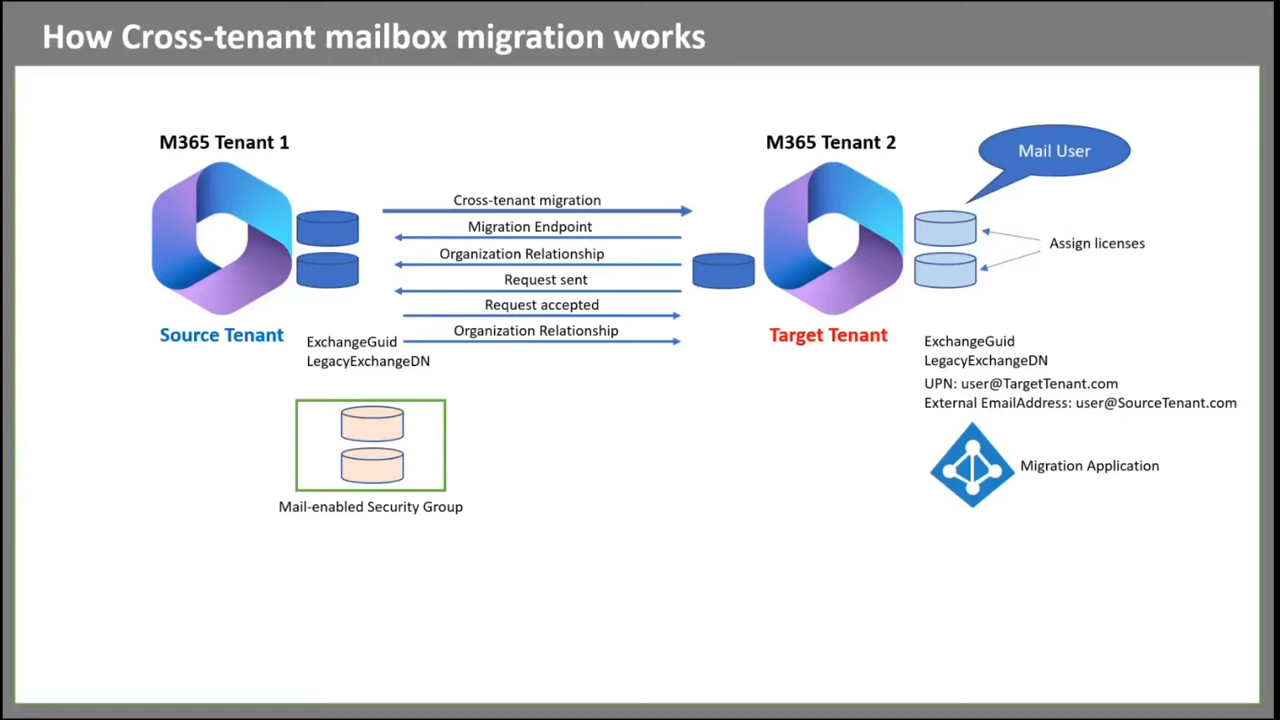 How Cross-tenant mailbox migration works
M365 Tenant 1
M365 Tenant 2
Mail User
Cross-tenant migration
Migration Endpoint
Organization Relationship
Request sent
Request accepted
Organization Relationship
Assign licenses
Source Tenant
ExchangeGuid
LegacyExchangeDN
Target Tenant
ExchangeGuid
LegacyExchangeDN
UPN: user@TargetTenant.com
External EmailAddress: user@SourceTenant.com
Migration Application
Mail-enabled Security Group